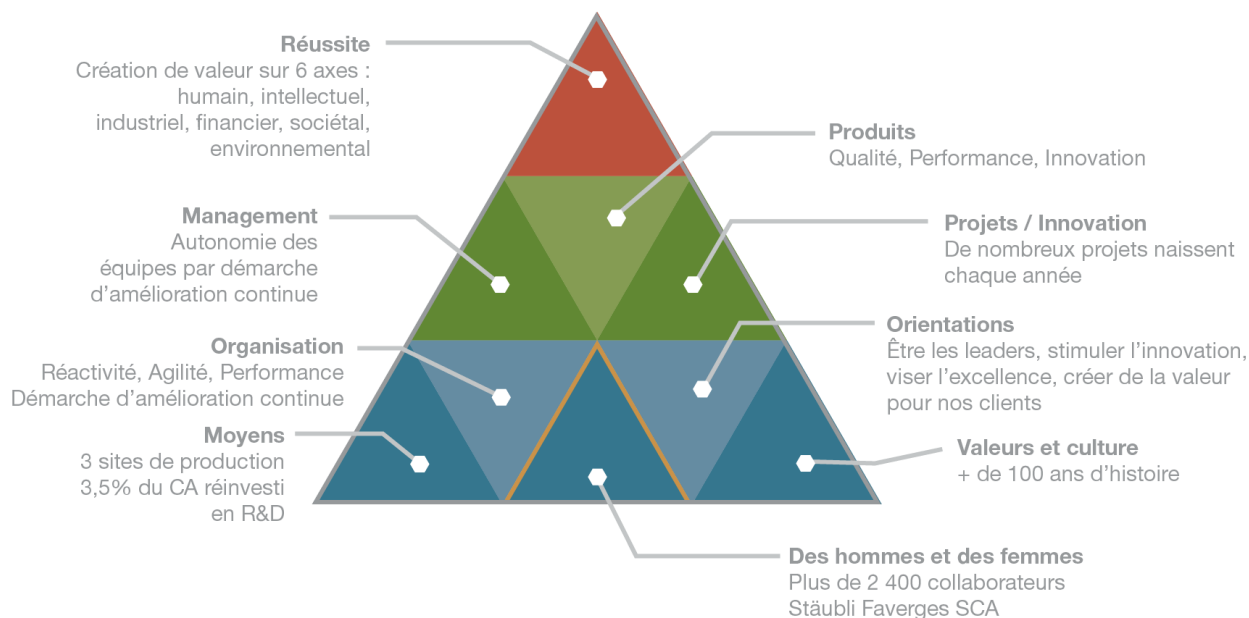 Réussite
Création de valeur sur 6 axes :
humain, intellectuel,
industriel, financier, sociétal,
environnemental
Produits
Qualité, Performance, Innovation
Management
Autonomie des
équipes par démarche
d’amélioration continue
Projets / Innovation
De nombreux projets naissent
chaque année
Organisation
Réactivité, Agilité, Performance
Démarche d’amélioration continue
Orientations
Être les leaders, stimuler l’innovation,
viser l’excellence, créer de la valeur
pour nos clients
Moyens
3 sites de production
3,5% du CA réinvesti
en R&D
Valeurs et culture
+ de 100 ans d’histoire
Des hommes et des femmes
Plus de 2 400 collaborateurs
Stäubli Faverges SCA